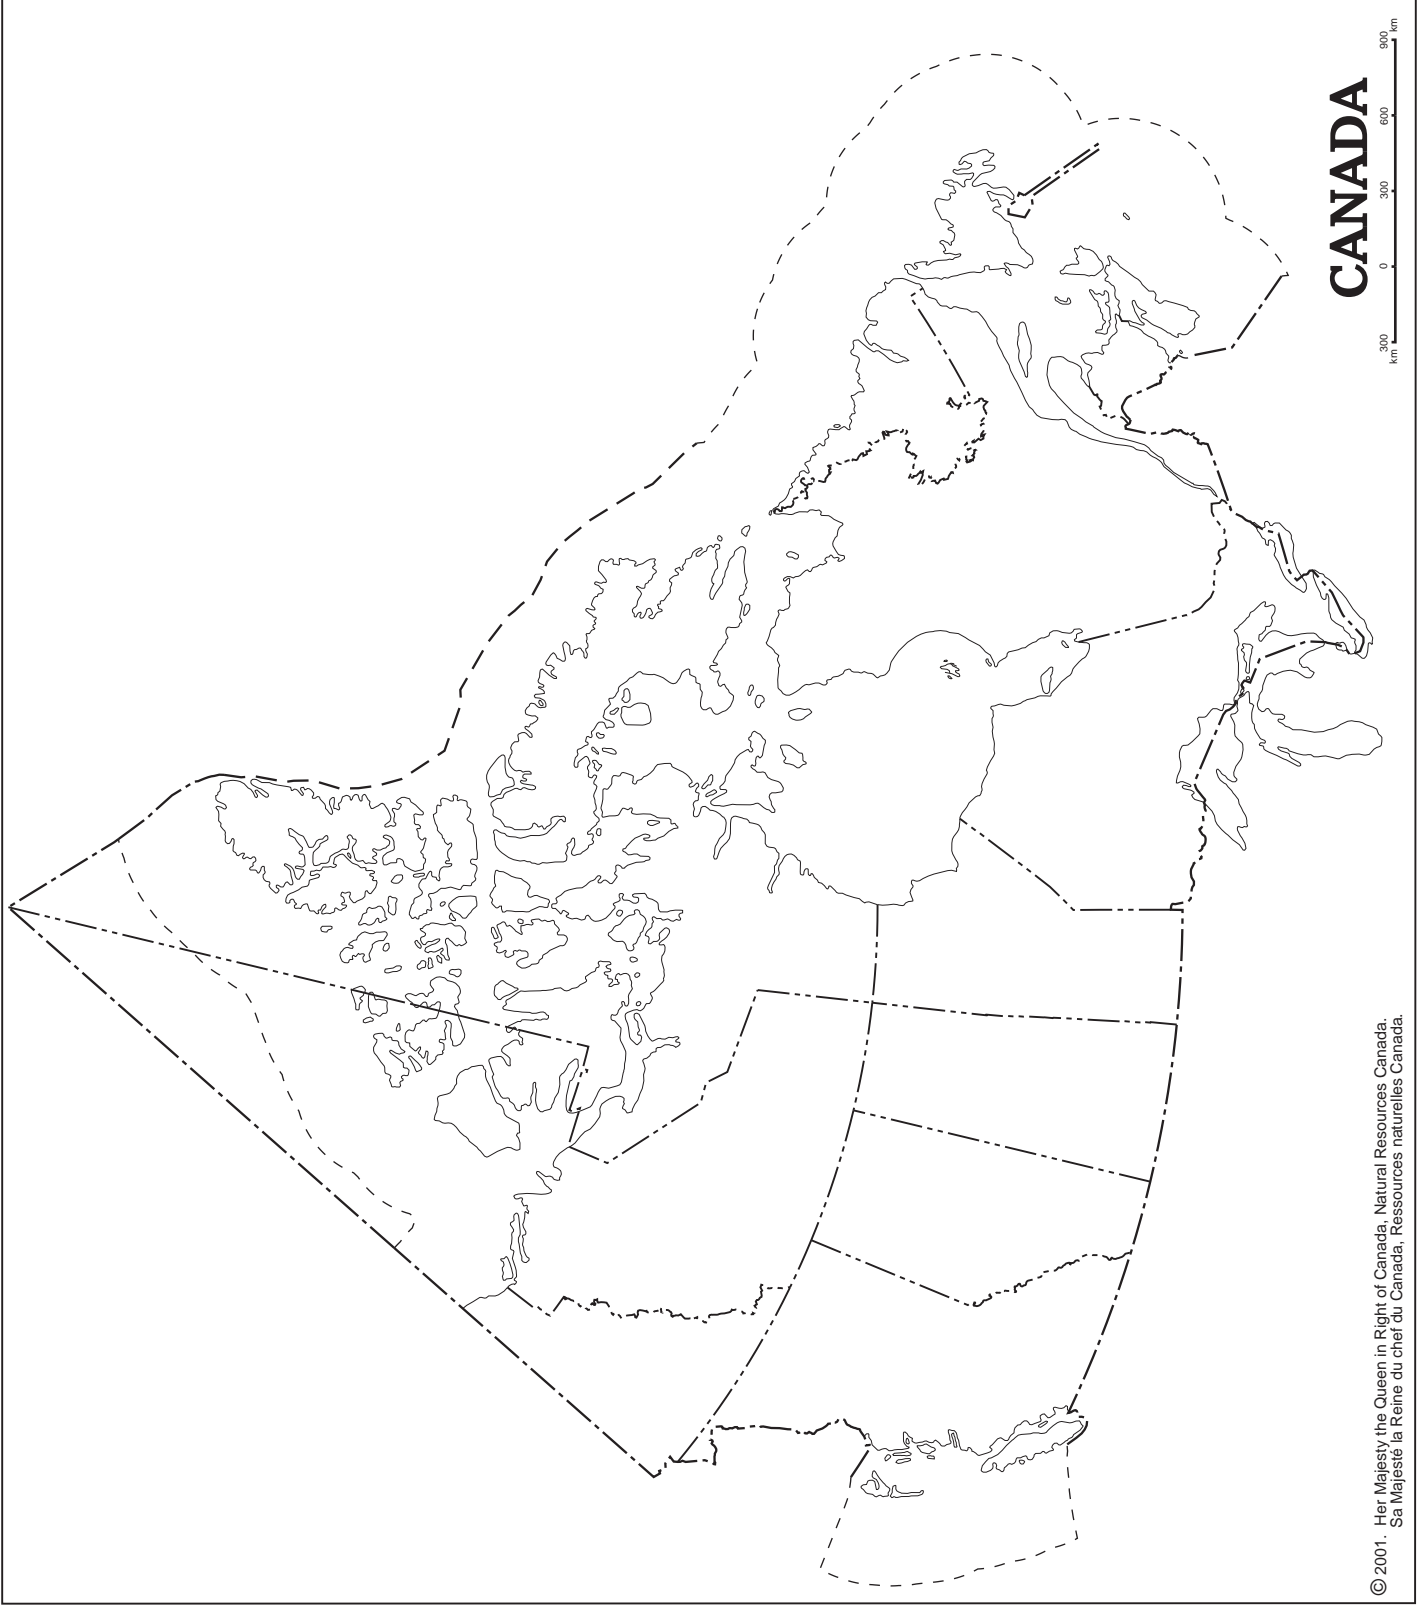 CANADA
300 0 300 600 900
km km
© 2001. Her Majesty the Queen in Right of Canada, Natural Resources Canada.
Sa Majesté la Reine du chef du Canada, Ressources naturelles Canada.